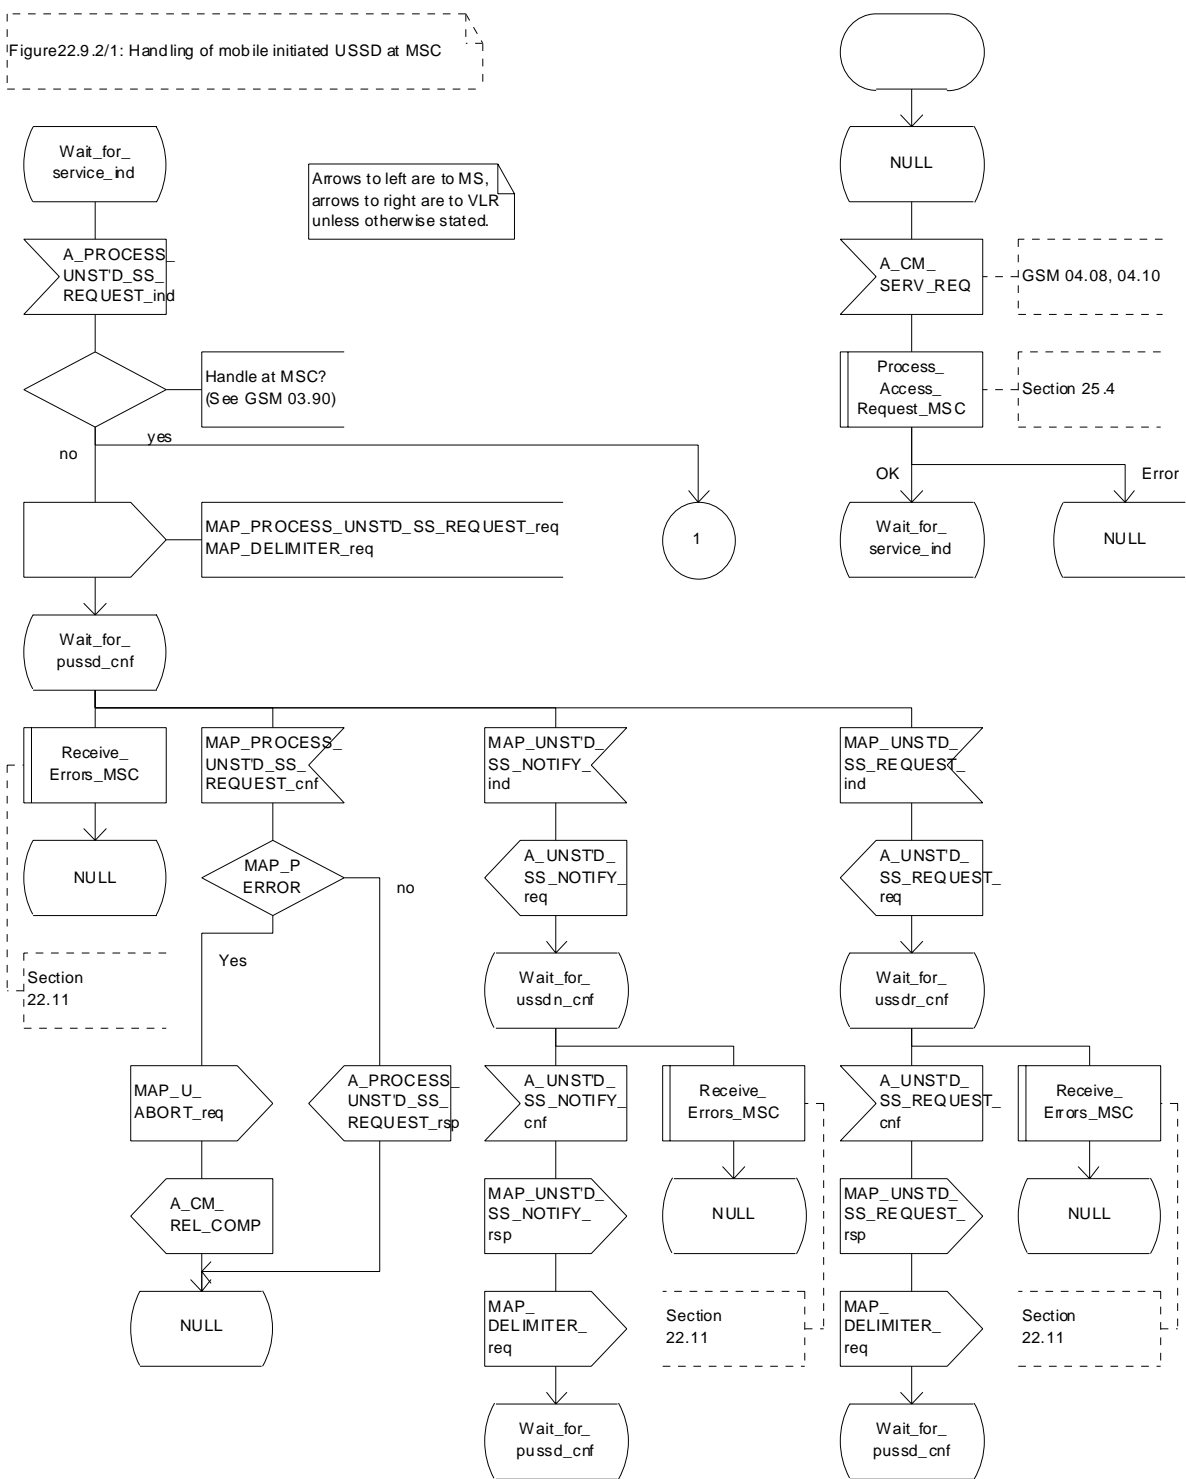 Figure22.9.2/1: Handling of mobile initiated USSD at MSC
Wait_for_
service_ind
Arrows to left are to MS,
arrows to right are to VLR
unless otherwise stated.
NULL
A_PROCESS_
UNST'D_SS_
REQUEST_ind
A_CM_
SERV_REQ
GSM 04.08, 04.10
Handle at MSC?
(See GSM 03.90)
Process_
Access_
Request_MSC
Section 25.4
yes
no
OK
Error
MAP_PROCESS_UNST'D_SS_REQUEST_req
MAP_DELIMITER_req
1
Wait_for_
service_ind
NULL
Wait_for_
pussd_cnf
Receive_
Errors_MSC
MAP_PROCESS_
UNST'D_SS_
REQUEST_cnf
MAP_UNST'D_
SS_NOTIFY_
ind
MAP_UNST'D_
SS_REQUEST_
ind
NULL
MAP_P
ERROR
no
A_UNST'D_
SS_NOTIFY_
req
A_UNST'D_
SS_REQUEST_
req
Yes
Section
22.11
Wait_for_
ussdn_cnf
Wait_for_
ussdr_cnf
MAP_U_
ABORT_req
A_PROCESS_
UNST'D_SS_
REQUEST_rsp
A_UNST'D_
SS_NOTIFY_
cnf
Receive_
Errors_MSC
A_UNST'D_
SS_REQUEST_
cnf
Receive_
Errors_MSC
A_CM_
REL_COMP
MAP_UNST'D_
SS_NOTIFY_
rsp
NULL
MAP_UNST'D_
SS_REQUEST_
rsp
NULL
NULL
MAP_
DELIMITER_
req
Section
22.11
MAP_
DELIMITER_
req
Section
22.11
Wait_for_
pussd_cnf
Wait_for_
pussd_cnf